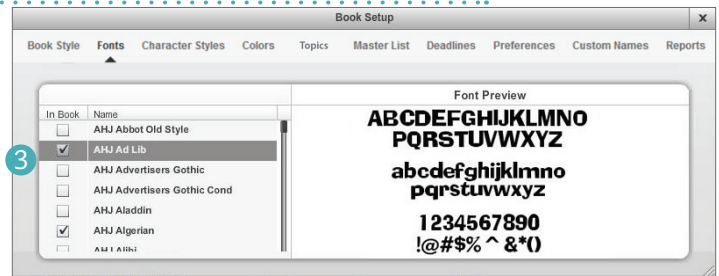 Book Setup
x
Book Style Fonts Character Styles Colors Topics Master List Deadlines Preferences Custom Names Reports
Font Preview
In Book Name
AHJ Abbot Old Style
AHJ Ad Lib
AHJ Advertisers Gothic
AHJ Advertisers Gothic Cond
AHJ Aladdin
AHJ Algerian
AHJ Alibi
3
ABCDEFGHIJKLMNO
PQRSTUVWXYZ
abcdefghijklmno
pqrstuvwxyz
1234567890
!@#$%^&*()